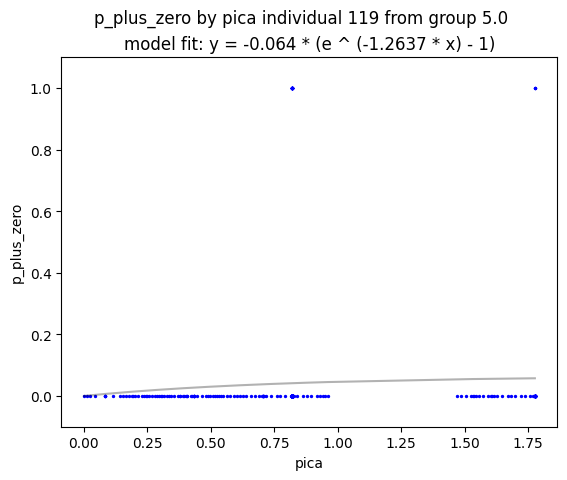 p_plus_zero by pica individual 119 from group 5.0
model fit: y = -0.064 * (e ^ (-1.2637 * x) - 1)
1.0
0.8
0.6
0.4
0.2
0.0
p_plus_zero
0.00 0.25 0.50 0.75 1.00 1.25 1.50 1.75
pica